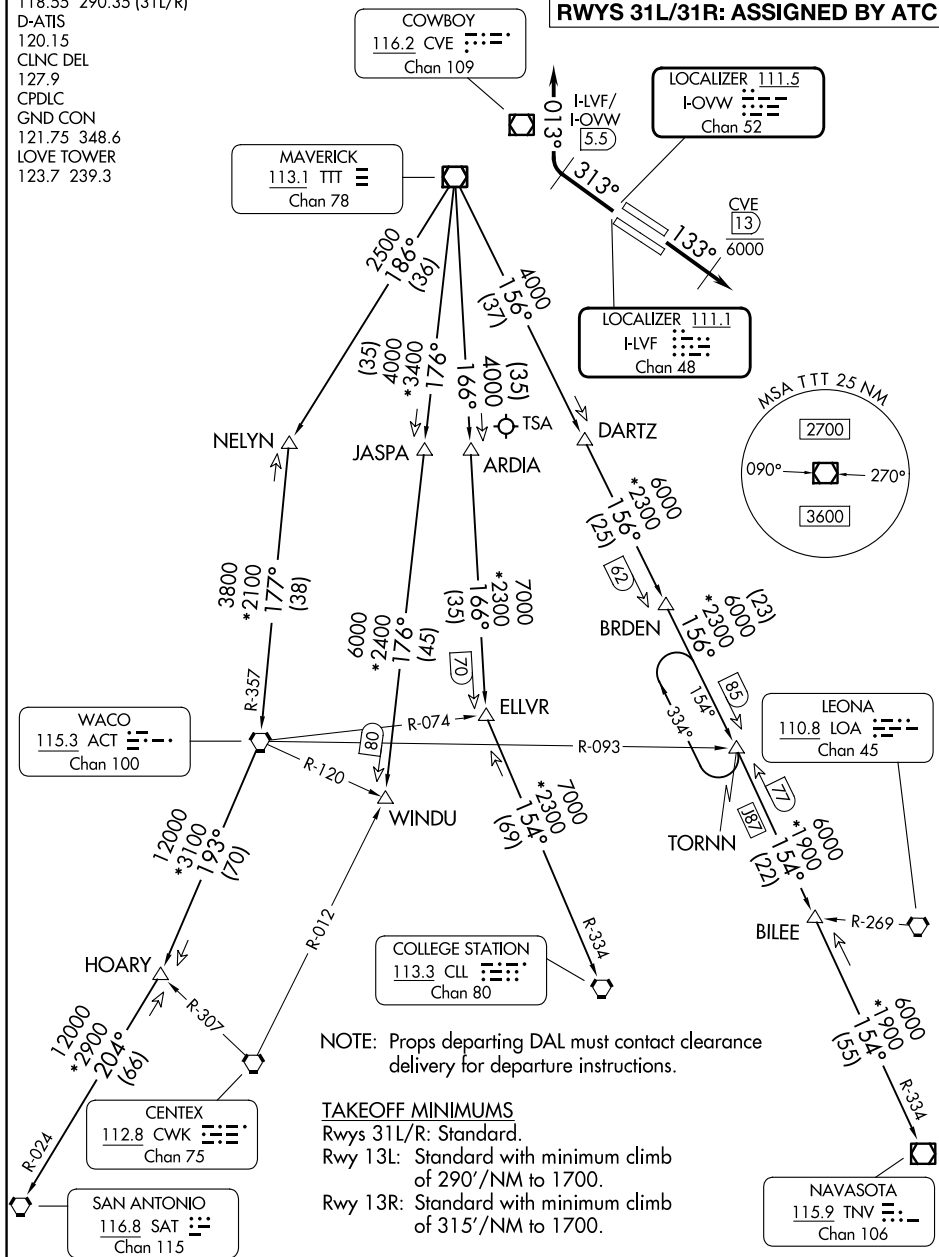 118.55 290.35 (31L/R)
D-ATIS
120.15
CLNC DEL
127.9
CPDLC
GND CON
121.75 348.6
LOVE TOWER
123.7 239.3
RWYS 31L/31R: ASSIGNED BY ATC
COWBOY
116.2 CVE
Chan 109
LOCALIZER 111.5
I-OVW
Chan 52
I-LVF/
I-OVW
5.5
013°
313°
133°
CVE
13
6000
MAVERICK
113.1 TTT
Chan 78
LOCALIZER 111.1
I-LVF
Chan 48
2500
186°
(36)
(35)
4000
*3400
176°
(35)
4000
166°
4000
156°
(37)
TSA
MSA TTT 25 NM
2700
090°
270°
3600
NELYN
JASPA
ARDIA
DARTZ
6000
*2300
156°
(25)
62
3800
*2100
177°
(38)
6000
*2400
176°
(45)
7000
*2300
166°
(35)
BRDEN
(23)
6000
*2300
156°
70
85
154°
334°
R-357
WACO
115.3 ACT
Chan 100
R-074
ELLVR
R-093
R-120
80
WINDU
LEONA
110.8 LOA
Chan 45
77
J87
TORNN
6000
*1900
154°
(22)
12000
*3100
193°
(70)
7000
*2300
154°
(69)
R-012
R-334
BILEE
R-269
HOARY
R-307
COLLEGE STATION
113.3 CLL
Chan 80
12000
*2900
204°
(66)
R-024
6000
*1900
154°
(55)
R-334
NOTE: Props departing DAL must contact clearance
delivery for departure instructions.
CENTEX
112.8 CWK
Chan 75
TAKEOFF MINIMUMS
Rwys 31L/R: Standard.
Rwy 13L: Standard with minimum climb
of 290'/NM to 1700.
Rwy 13R: Standard with minimum climb
of 315'/NM to 1700.
SAN ANTONIO
116.8 SAT
Chan 115
NAVASOTA
115.9 TNV
Chan 106